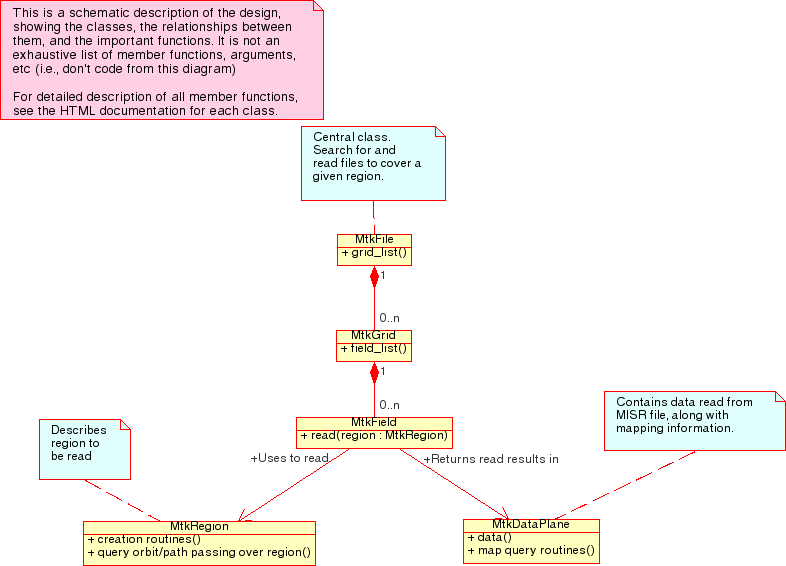 This is a schematic description of the design,
showing the classes, the relationships between
them, and the important functions. It is not an
exhaustive list of member functions, arguments,
etc (i.e., don't code from this diagram)
For detailed description of all member functions,
see the HTML documentation for each class.
Central class.
Search for and
read files to cover a
given region.
MtkFile
+ grid_list()
1
0..n
MtkGrid
+ field_list()
1
0..n
MtkField
+ read(region : MtkRegion)
Contains data read from
MISR file, along with
mapping information.
Describes
region to
be read
+Uses to read
+Returns read results in
MtkRegion
+ creation routines()
+ query orbit/path passing over region()
MtkDataPlane
+ data()
+ map query routines()